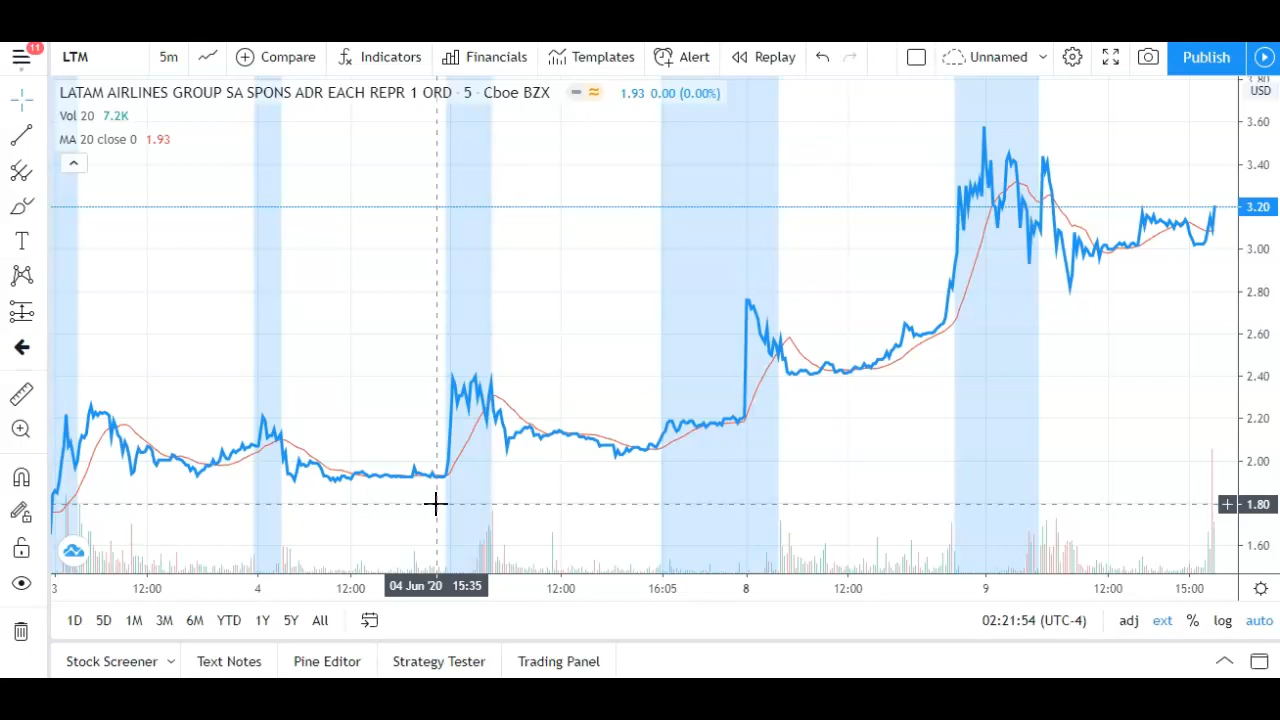 11
LTM 5m Compare Indicators Financials Templates Alert Replay Unnamed Publish
LATAM AIRLINES GROUP SA SPONS ADR EACH REPR 1 ORD · 5 · Cboe BZX 1.93 0.00 (0.00%)
Vol 20 7.2K
MA 20 close 0 1.93
USD
3.60
3.40
3.20
3.00
2.80
2.60
2.40
2.20
2.00
1.80
1.60
3 12:00 4 12:00 04 Jun '20 15:35 12:00 16:05 8 12:00 9 12:00 15:00
1D 5D 1M 3M 6M YTD 1Y 5Y All 02:21:54 (UTC-4) adj ext % log auto
Stock Screener Text Notes Pine Editor Strategy Tester Trading Panel